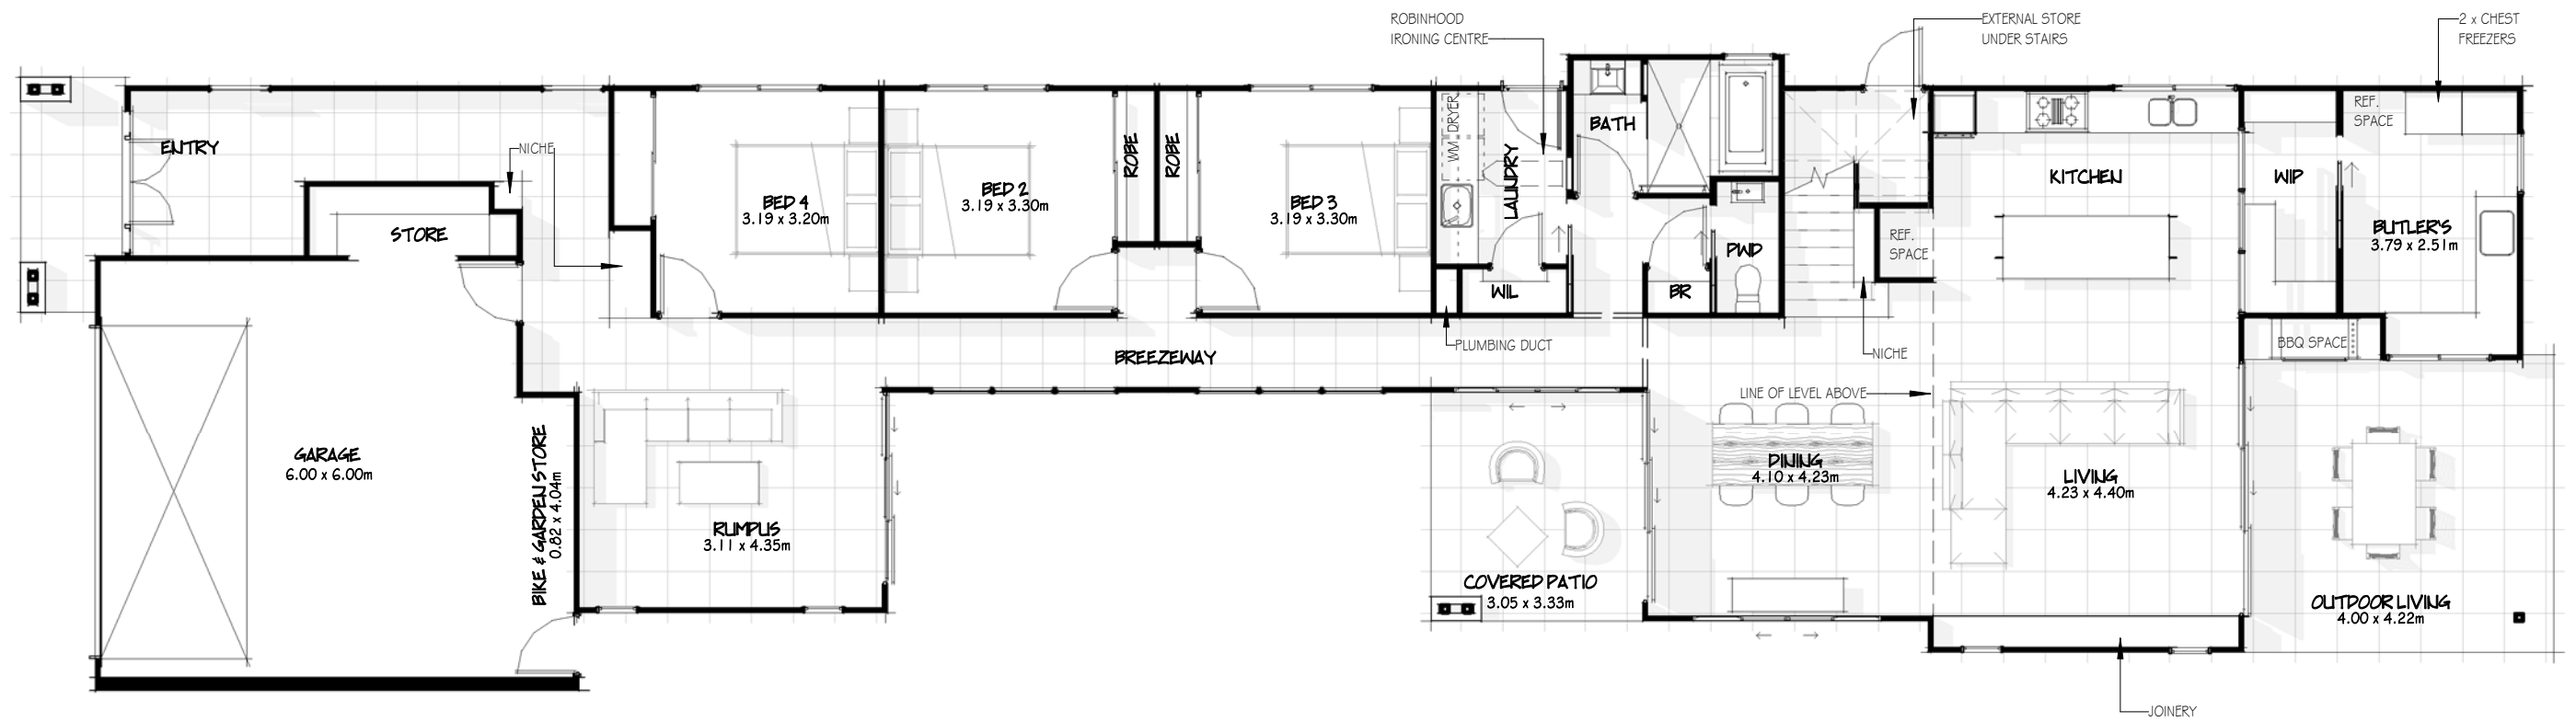 ROBINHOOD
IRONING CENTRE
EXTERNAL STORE
UNDER STAIRS
2 x CHEST
FREEZERS
ENTRY
NICHE
STORE
BED 4
3.19 x 3.20m
BED 2
3.19 x 3.30m
ROBE
ROBE
BED 3
3.19 x 3.30m
WM DRYER
LAUNDRY
WIL
PLUMBING DUCT
BATH
BR
PWD
REF.
SPACE
NICHE
KITCHEN
WIP
REF.
SPACE
BUTLER'S
3.79 x 2.51m
BBQ SPACE
BREEZEWAY
LINE OF LEVEL ABOVE
GARAGE
6.00 x 6.00m
BIKE & GARDEN STORE
0.82 x 4.04m
RUMPUS
3.11 x 4.35m
COVERED PATIO
3.05 x 3.33m
DINING
4.10 x 4.23m
LIVING
4.23 x 4.40m
OUTDOOR LIVING
4.00 x 4.22m
JOINERY